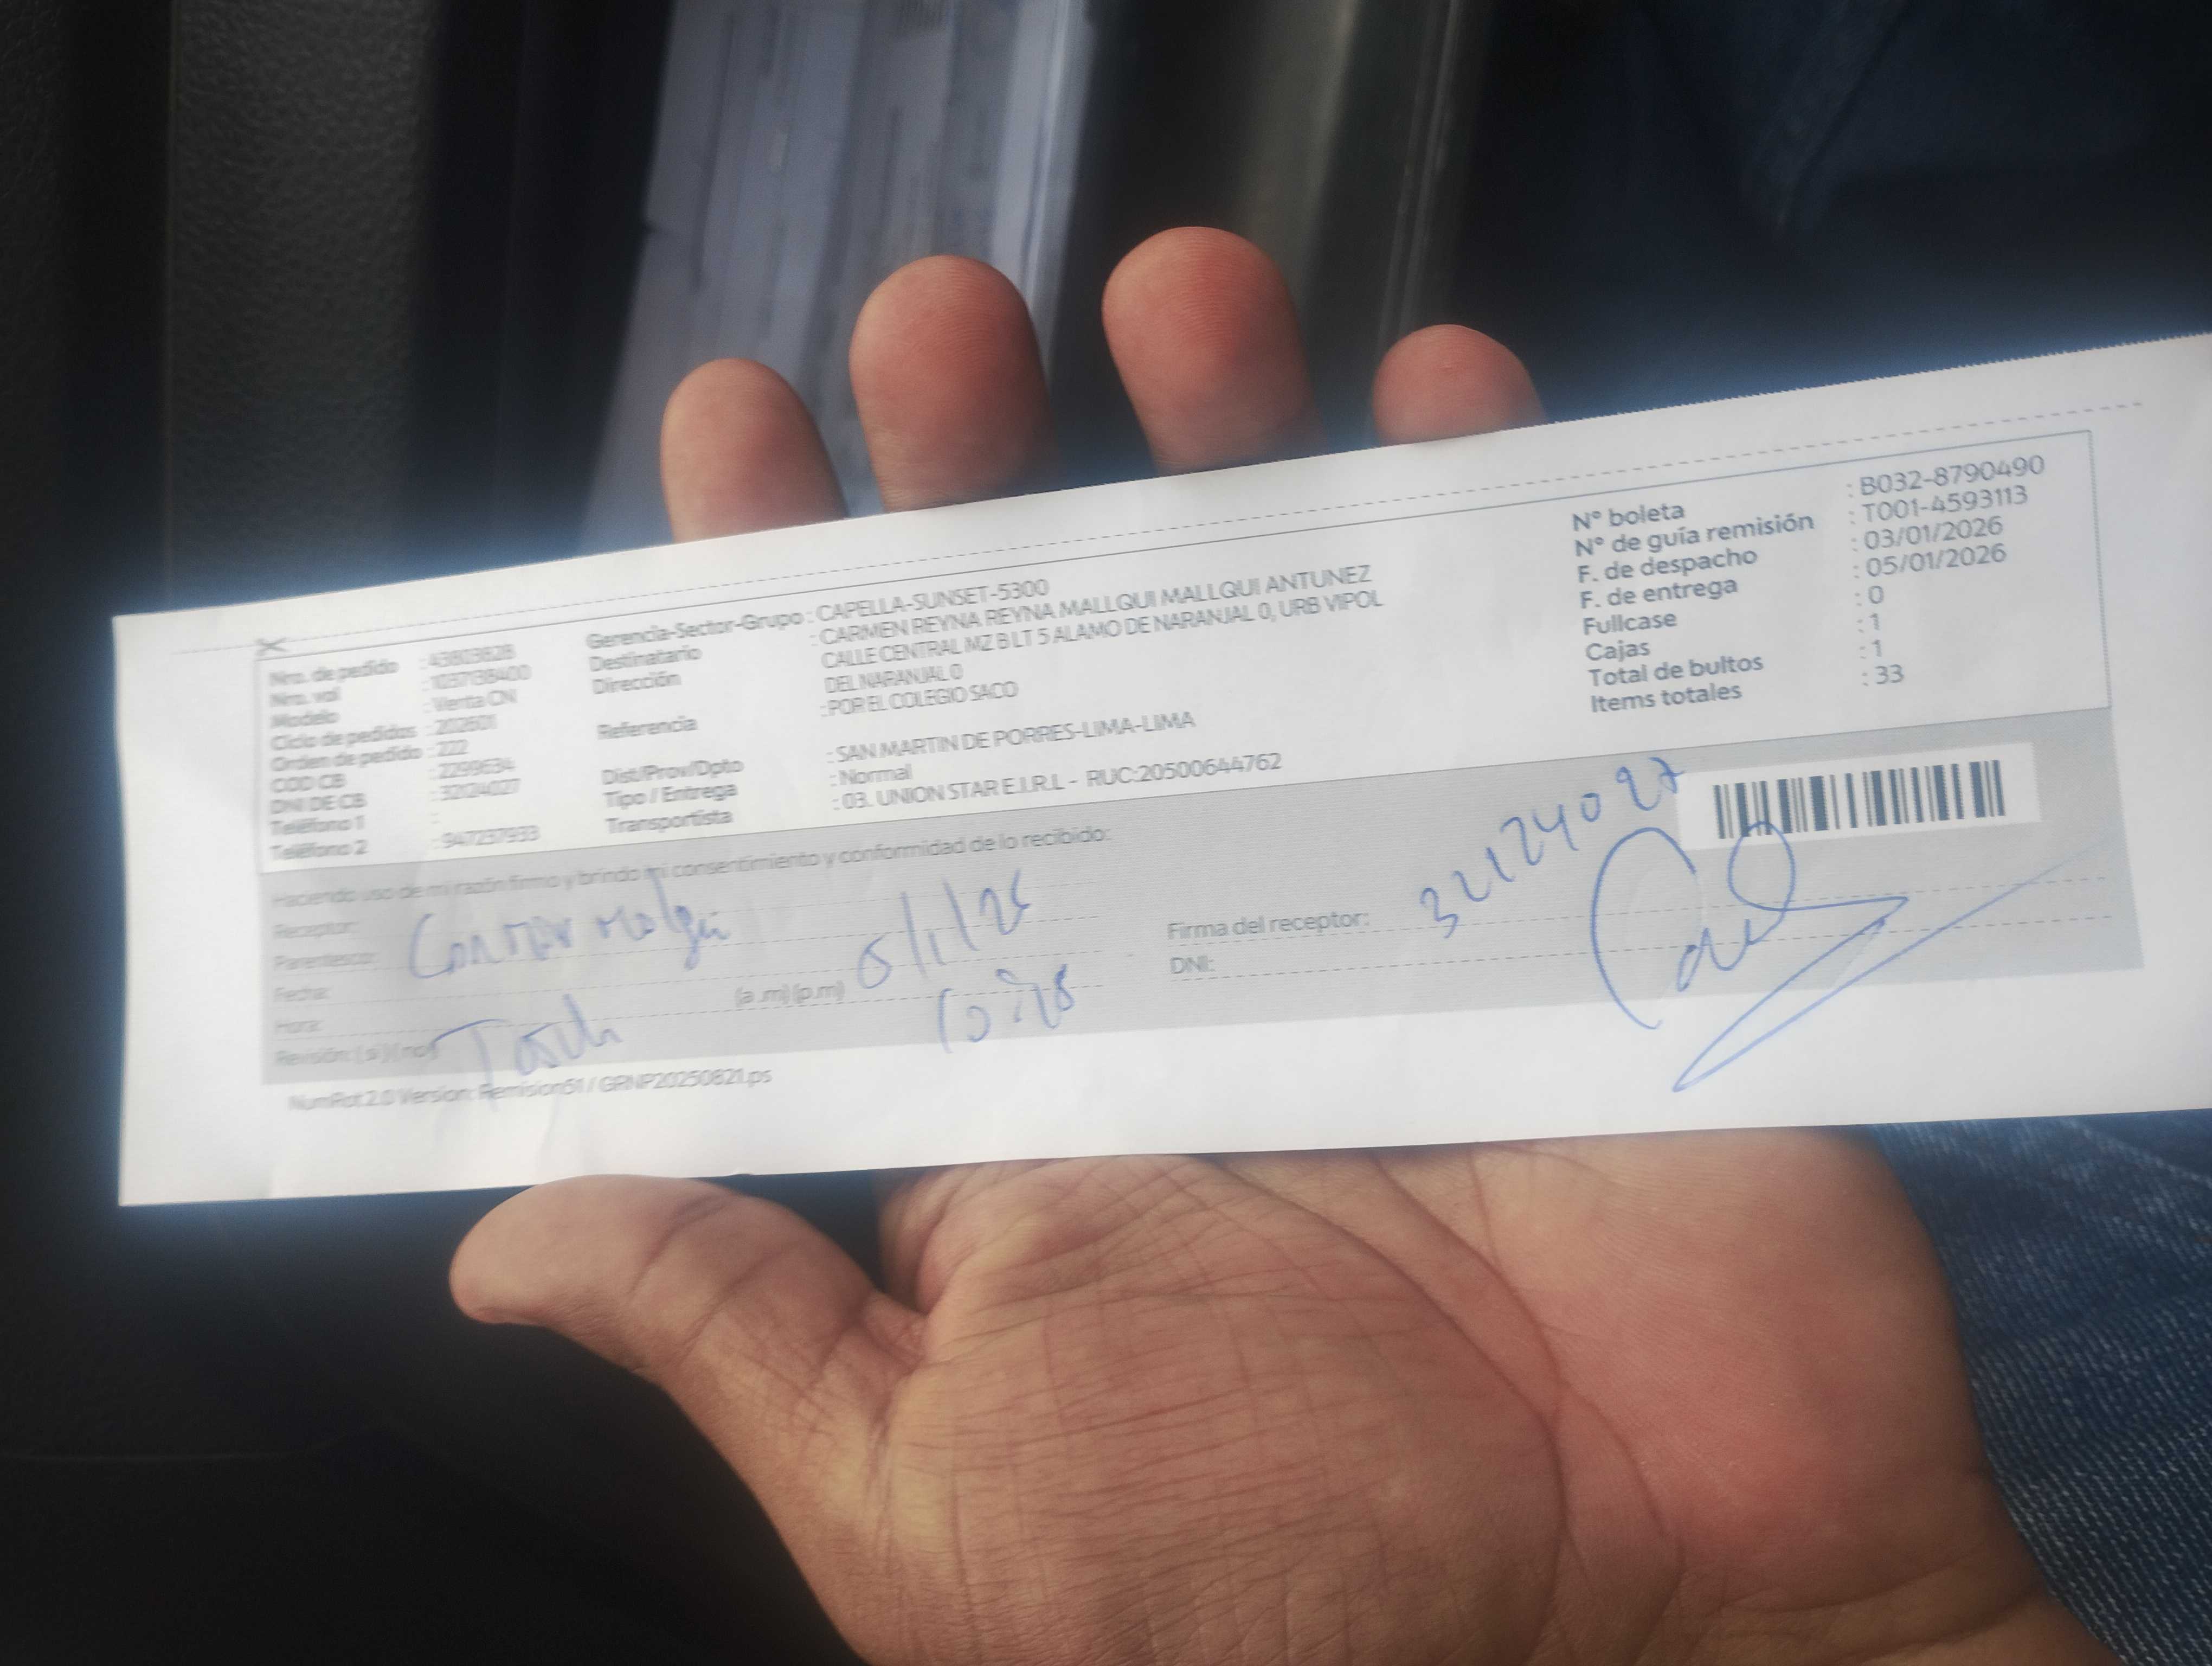 Nro. de pedido : 43803628
Nro. val : 1037136400
Modelo : Venta CN
Ciclo de pedidos : 202601
Orden de pedido : 222
COD CB : 2299634
DNI DE CB : 32124027
Teléfono 1 :
Teléfono 2 : 947237933
Gerencia-Sector-Grupo : CAPELLA-SUNSET-5300
Destinatario : CARMEN REYNA REYNA MALLQUI MALLQUI ANTUNEZ
Dirección CALLE CENTRAL MZ B LT 5 ALAMO DE NARANJAL 0, URB VIPOL
DEL NARANJAL 0
Referencia : POR EL COLEGIO SACO
Dist/Prov/Dpto : SAN MARTIN DE PORRES-LIMA-LIMA
Tipo / Entrega : Normal
Transportista : 03. UNION STAR E.I.R.L - RUC:20500644762
N° boleta : B032-8790490
N° de guía remisión : T001-4593113
F. de despacho : 03/01/2026
F. de entrega : 05/01/2026
Fullcase : 0
Cajas : 1
Total de bultos : 1
Items totales : 33
Haciendo uso de mi razón firmo y brindo mi consentimiento y conformidad de lo recibido:
Receptor:
Parentesco:
Fecha:
Hora: (a.m) (p.m)
Revisión: (si) (no)
5/1/26
Firma del receptor:
DNI:
32124027
NumRot 2.0 Version: Remision61 / GRNP20250821.ps